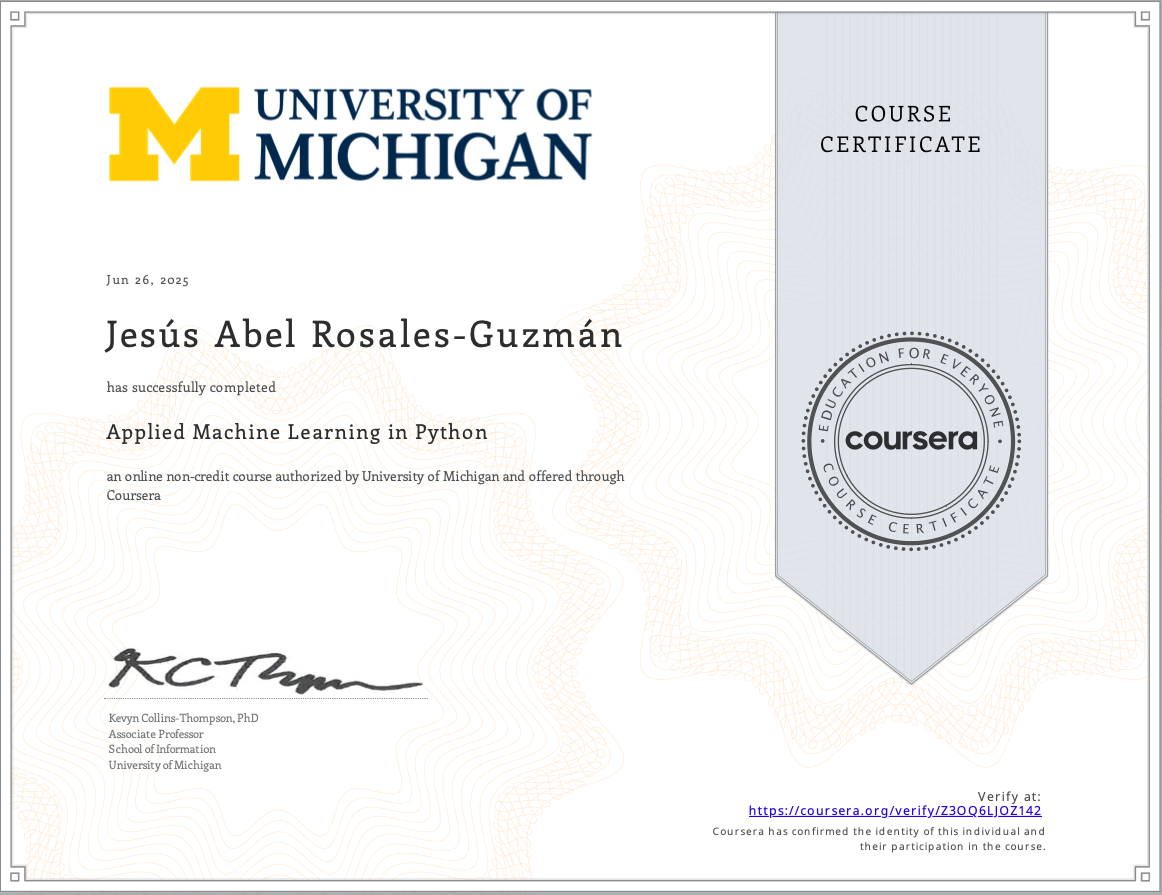 UNIVERSITY OF
MICHIGAN
COURSE
CERTIFICATE
Jun 26, 2025
Jesús Abel Rosales-Guzmán
has successfully completed
Applied Machine Learning in Python
an online non-credit course authorized by University of Michigan and offered through
Coursera
EDUCATION FOR EVERYONE
coursera
COURSE CERTIFICATE
KC Thompson
Kevyn Collins-Thompson, PhD
Associate Professor
School of Information
University of Michigan
Verify at:
https://coursera.org/verify/Z3OQ6LJOZ142
Coursera has confirmed the identity of this individual and
their participation in the course.